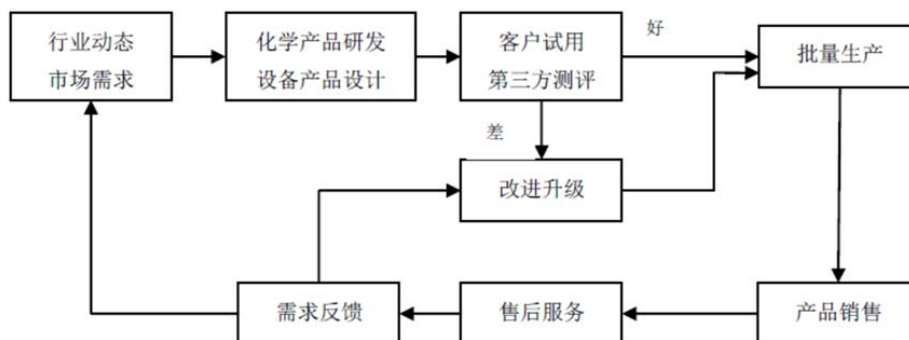 行业动态
市场需求
化学产品研发
设备产品设计
客户试用
第三方测评
好
批量生产
差
改进升级
需求反馈
售后服务
产品销售